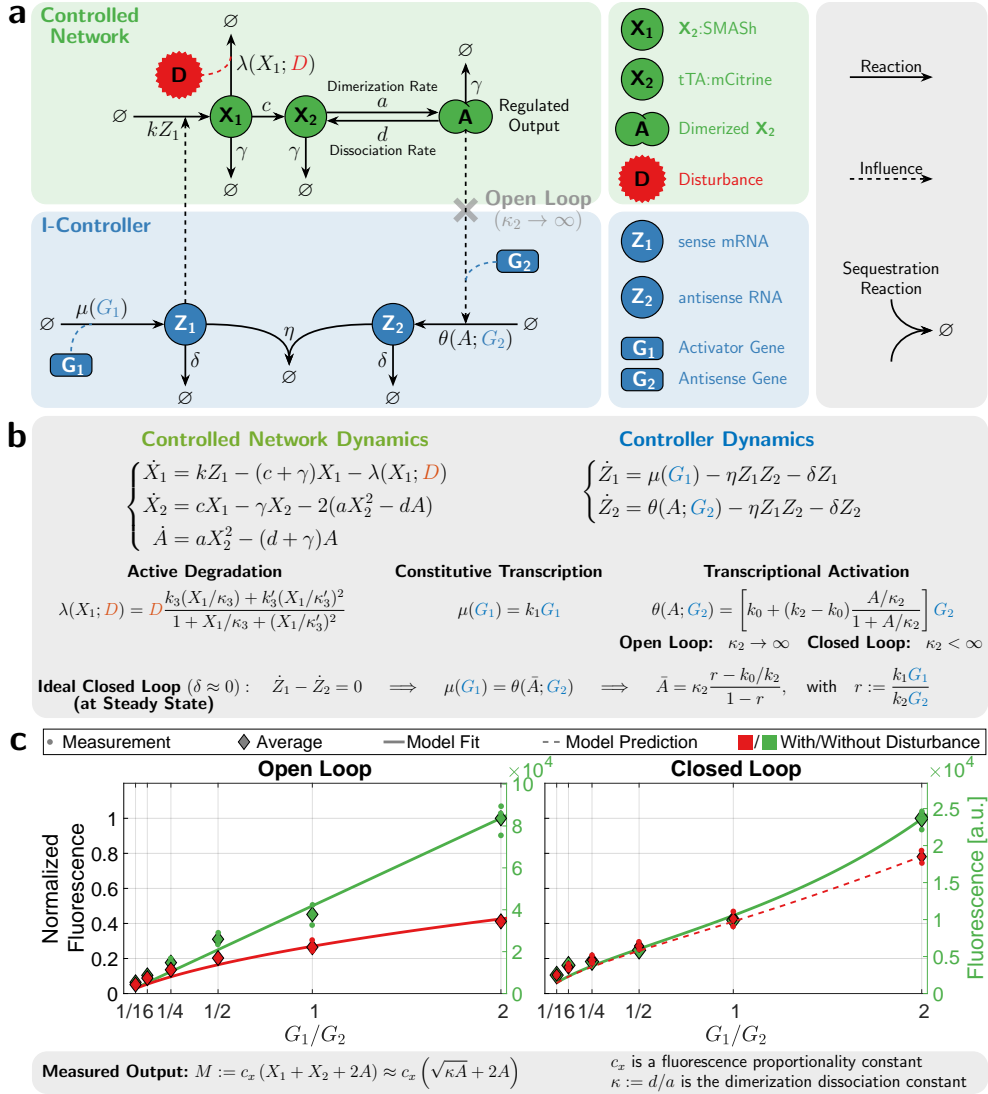 a
Controlled
Network
∅
D
λ(X₁; D)
∅
kZ₁
X₁
c
X₂
Dimerization Rate
a
d
Dissociation Rate
A
γ
∅
Regulated
Output
γ
γ
∅
∅
Open Loop
(κ₂ → ∞)
I-Controller
G₂
∅
μ(G₁)
G₁
Z₁
η
∅
Z₂
θ(A; G₂)
∅
δ
δ
∅
∅
X₁
X₂:SMASh
X₂
tTA:mCitrine
A
Dimerized X₂
D
Disturbance
Z₁
sense mRNA
Z₂
antisense RNA
G₁
Activator Gene
G₂
Antisense Gene
Reaction
Influence
Sequestration
Reaction
∅
b
Controlled Network Dynamics
Ẋ₁ = kZ₁ − (c + γ)X₁ − λ(X₁; D)
Ẋ₂ = cX₁ − γX₂ − 2(aX₂² − dA)
Ȧ = aX₂² − (d + γ)A
Controller Dynamics
Ż₁ = μ(G₁) − ηZ₁Z₂ − δZ₁
Ż₂ = θ(A; G₂) − ηZ₁Z₂ − δZ₂
Active Degradation
λ(X₁; D) = D (k₃(X₁/κ₃) + k′₃(X₁/κ′₃)²) / (1 + X₁/κ₃ + (X₁/κ′₃)²)
Constitutive Transcription
μ(G₁) = k₁G₁
Transcriptional Activation
θ(A; G₂) = [k₀ + (k₂ − k₀) (A/κ₂) / (1 + A/κ₂)] G₂
Open Loop: κ₂ → ∞ Closed Loop: κ₂ < ∞
Ideal Closed Loop (δ ≈ 0) : Ż₁ − Ż₂ = 0 ⟹ μ(G₁) = θ(Ā; G₂) ⟹ Ā = κ₂ (r − k₀/k₂) / (1 − r), with r := k₁G₁ / k₂G₂
(at Steady State)
c
Measurement Average Model Fit Model Prediction / With/Without Disturbance
Open Loop
×10⁴
Normalized
Fluorescence
1
0.8
0.6
0.4
0.2
0
8
6
4
2
0
1/16 1/4 1/2 1 2
G₁/G₂
Closed Loop
×10⁴
2.5
2.0
1.5
1.0
0.5
0
Fluorescence [a.u.]
1/16 1/4 1/2 1 2
G₁/G₂
Measured Output: M := cₓ (X₁ + X₂ + 2A) ≈ cₓ (√κA + 2A)
cₓ is a fluorescence proportionality constant
κ := d/a is the dimerization dissociation constant